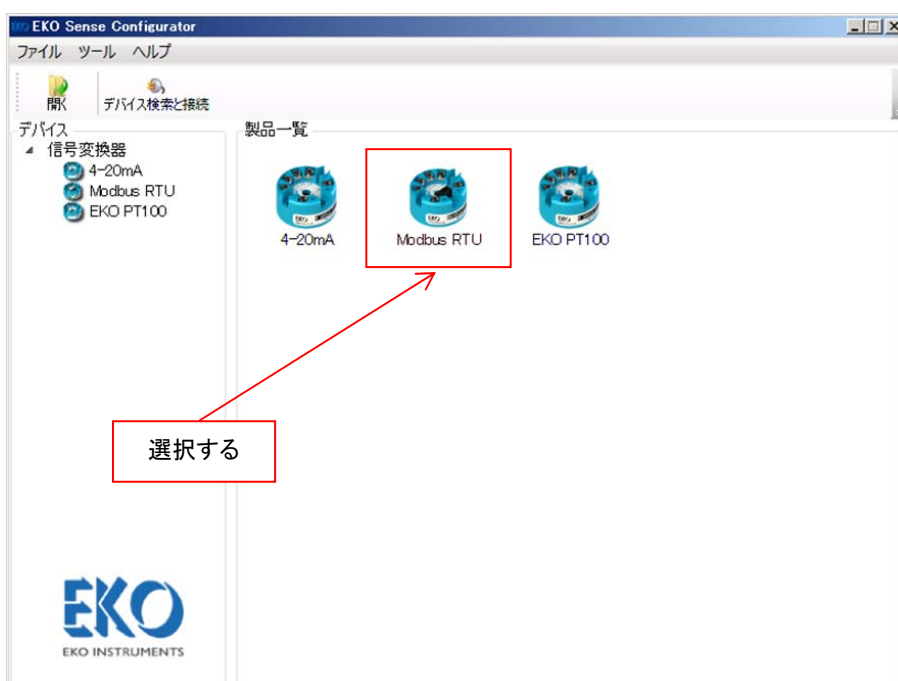 EKO Sense Configurator
ファイル ツール ヘルプ
開く デバイス検索と接続
デバイス
信号変換器
4-20mA
Modbus RTU
EKO PT100
製品一覧
4-20mA Modbus RTU EKO PT100
選択する
EKO
EKO INSTRUMENTS